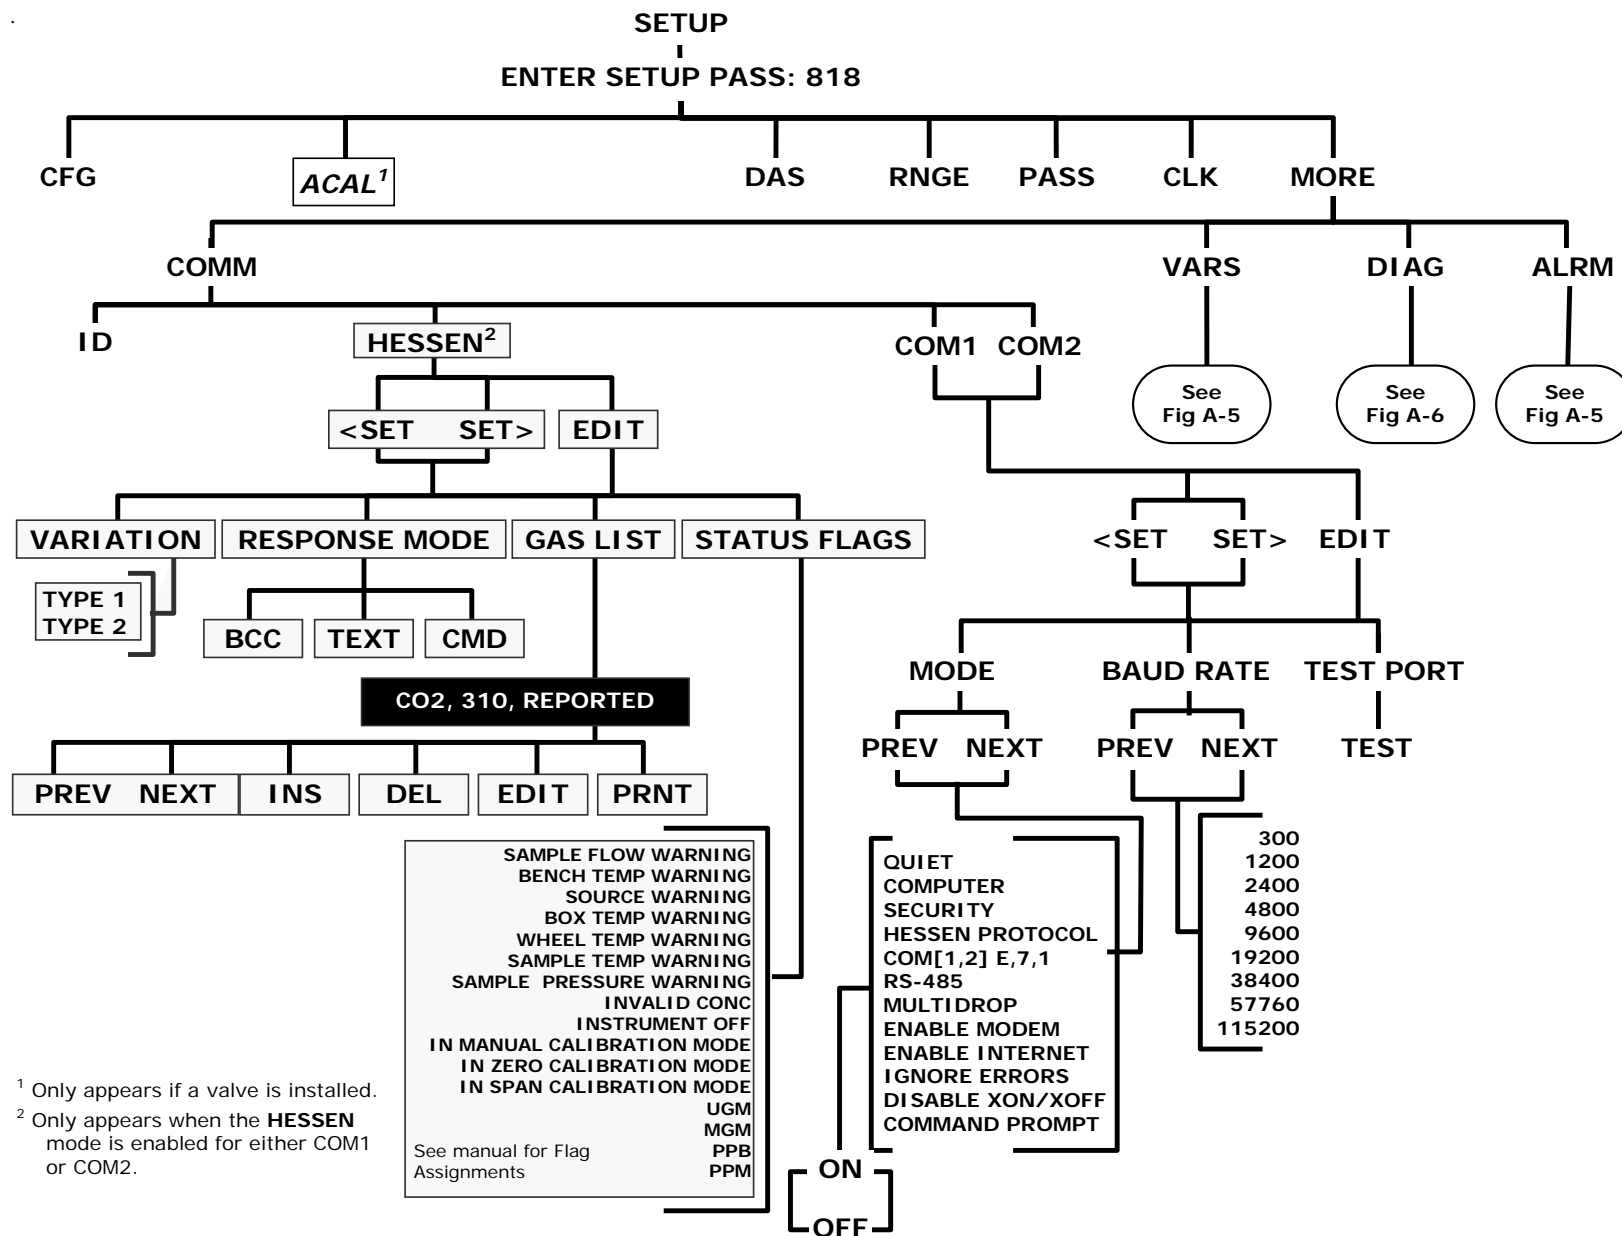 .
SETUP
ENTER SETUP PASS: 818
CFG
ACAL¹
DAS
RNGE
PASS
CLK
MORE
COMM
VARS
DIAG
ALRM
ID
HESSEN²
COM1
COM2
See
Fig A-5
See
Fig A-6
See
Fig A-5
<SET SET>
EDIT
<SET SET>
EDIT
VARIATION
RESPONSE MODE
GAS LIST
STATUS FLAGS
TYPE 1
TYPE 2
BCC
TEXT
CMD
MODE
BAUD RATE
TEST PORT
CO2, 310, REPORTED
PREV NEXT
PREV NEXT
TEST
PREV NEXT
INS
DEL
EDIT
PRNT
SAMPLE FLOW WARNING
BENCH TEMP WARNING
SOURCE WARNING
BOX TEMP WARNING
WHEEL TEMP WARNING
SAMPLE TEMP WARNING
SAMPLE PRESSURE WARNING
INVALID CONC
INSTRUMENT OFF
IN MANUAL CALIBRATION MODE
IN ZERO CALIBRATION MODE
IN SPAN CALIBRATION MODE
UGM
MGM
PPB
PPM
See manual for Flag
Assignments
QUIET
COMPUTER
SECURITY
HESSEN PROTOCOL
COM[1,2] E,7,1
RS-485
MULTIDROP
ENABLE MODEM
ENABLE INTERNET
IGNORE ERRORS
DISABLE XON/XOFF
COMMAND PROMPT
300
1200
2400
4800
9600
19200
38400
57760
115200
ON
OFF
¹ Only appears if a valve is installed.
² Only appears when the HESSEN
mode is enabled for either COM1
or COM2.